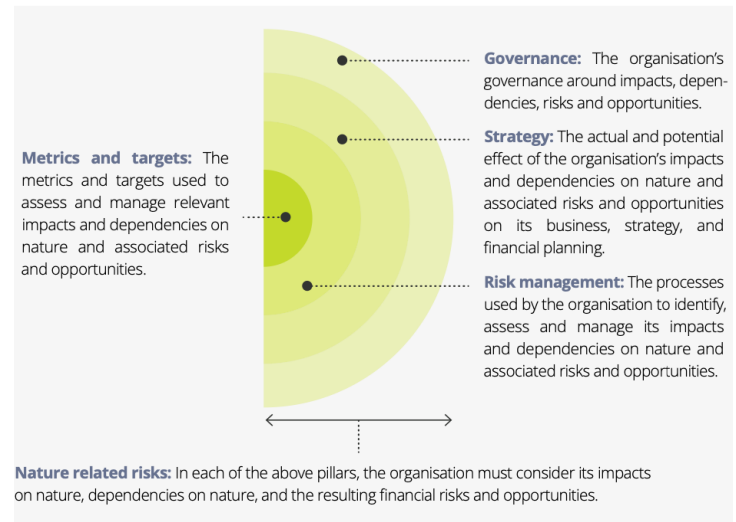 Governance: The organisation's
governance around impacts, depen-
dencies, risks and opportunities.
Strategy: The actual and potential
effect of the organisation's impacts
and dependencies on nature and
associated risks and opportunities
on its business, strategy, and
financial planning.
Metrics and targets: The
metrics and targets used to
assess and manage relevant
impacts and dependencies on
nature and associated risks
and opportunities.
Risk management: The processes
used by the organisation to identify,
assess and manage its impacts
and dependencies on nature and
associated risks and opportunities.
Nature related risks: In each of the above pillars, the organisation must consider its impacts
on nature, dependencies on nature, and the resulting financial risks and opportunities.